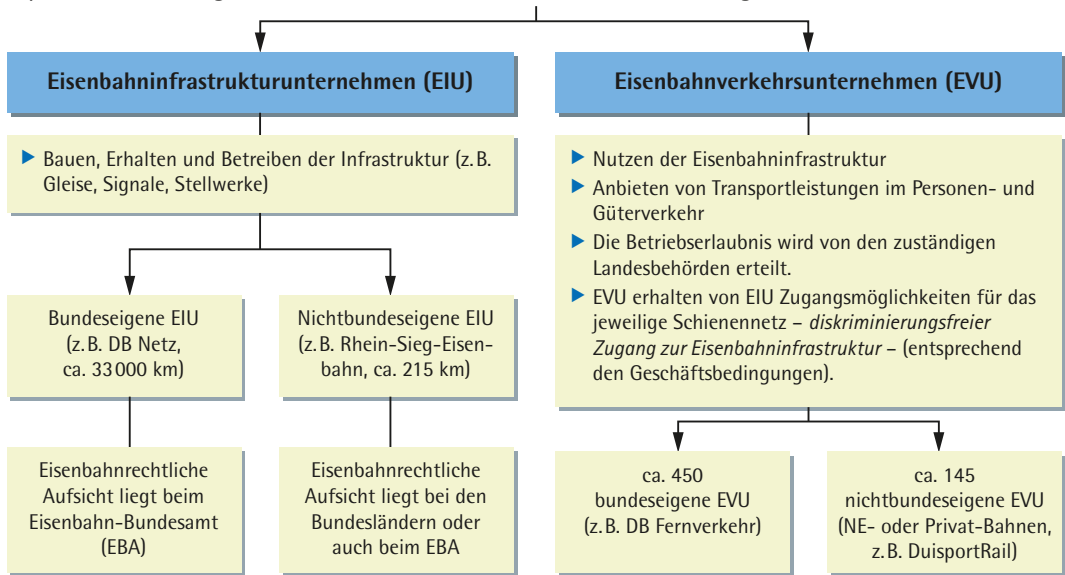 Eisenbahninfrastrukturunternehmen (EIU)
▶ Bauen, Erhalten und Betreiben der Infrastruktur (z. B.
Gleise, Signale, Stellwerke)
Bundeseigene EIU
(z. B. DB Netz,
ca. 33 000 km)
Nichtbundeseigene EIU
(z. B. Rhein-Sieg-Eisen-
bahn, ca. 215 km)
Eisenbahnrechtliche
Aufsicht liegt beim
Eisenbahn-Bundesamt
(EBA)
Eisenbahnrechtliche
Aufsicht liegt bei den
Bundesländern oder
auch beim EBA
Eisenbahnverkehrsunternehmen (EVU)
▶ Nutzen der Eisenbahninfrastruktur
▶ Anbieten von Transportleistungen im Personen- und
Güterverkehr
▶ Die Betriebserlaubnis wird von den zuständigen
Landesbehörden erteilt.
▶ EVU erhalten von EIU Zugangsmöglichkeiten für das
jeweilige Schienennetz – diskriminierungsfreier
Zugang zur Eisenbahninfrastruktur – (entsprechend
den Geschäftsbedingungen).
ca. 450
bundeseigene EVU
(z. B. DB Fernverkehr)
ca. 145
nichtbundeseigene EVU
(NE- oder Privat-Bahnen,
z. B. DuisportRail)